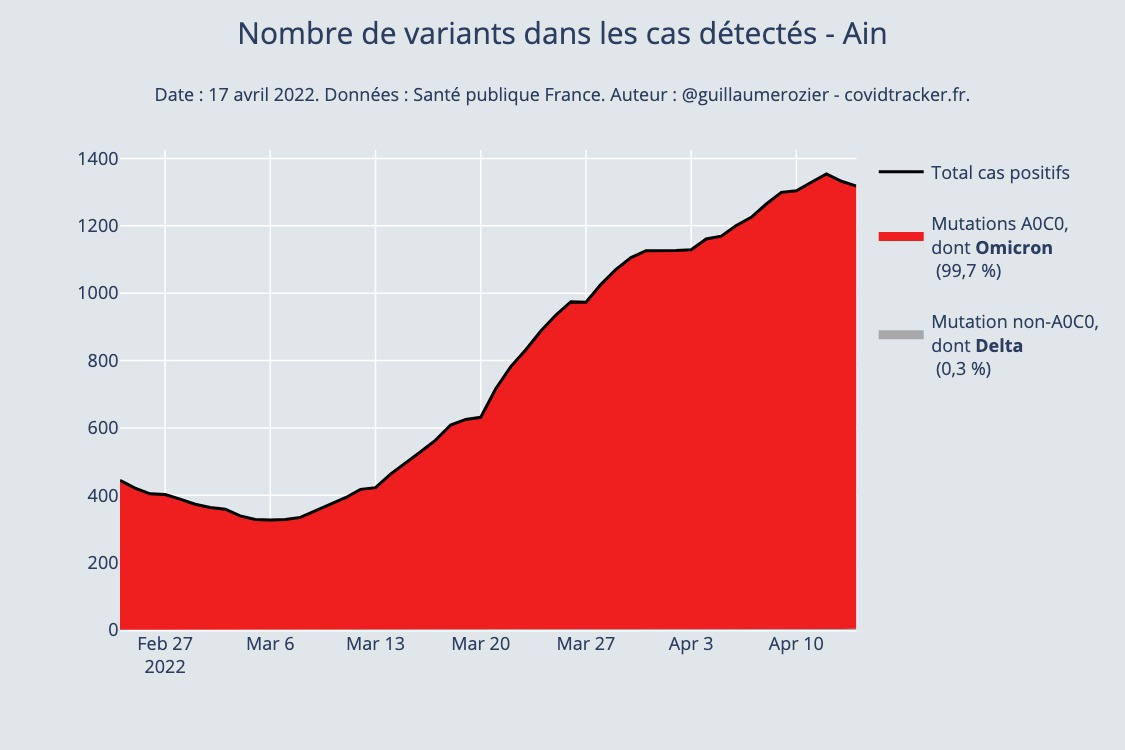 Nombre de variants dans les cas détectés - Ain
Date : 17 avril 2022. Données : Santé publique France. Auteur : @guillaumerozier - covidtracker.fr.
1400
1200
1000
800
600
400
200
0
Feb 27
2022
Mar 6
Mar 13
Mar 20
Mar 27
Apr 3
Apr 10
Total cas positifs
Mutations A0C0,
dont Omicron
(99,7 %)
Mutation non-A0C0,
dont Delta
(0,3 %)